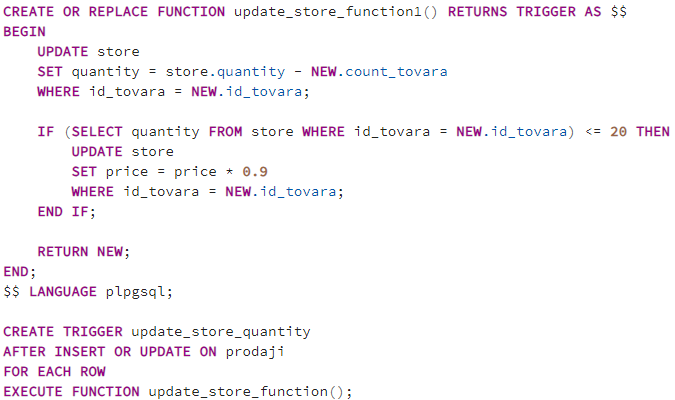 CREATE OR REPLACE FUNCTION update_store_function1() RETURNS TRIGGER AS $$
BEGIN
    UPDATE store
    SET quantity = store.quantity - NEW.count_tovara
    WHERE id_tovara = NEW.id_tovara;

    IF (SELECT quantity FROM store WHERE id_tovara = NEW.id_tovara) <= 20 THEN
        UPDATE store
        SET price = price * 0.9
        WHERE id_tovara = NEW.id_tovara;
    END IF;

    RETURN NEW;
END;
$$ LANGUAGE plpgsql;

CREATE TRIGGER update_store_quantity
AFTER INSERT OR UPDATE ON prodaji
FOR EACH ROW
EXECUTE FUNCTION update_store_function();